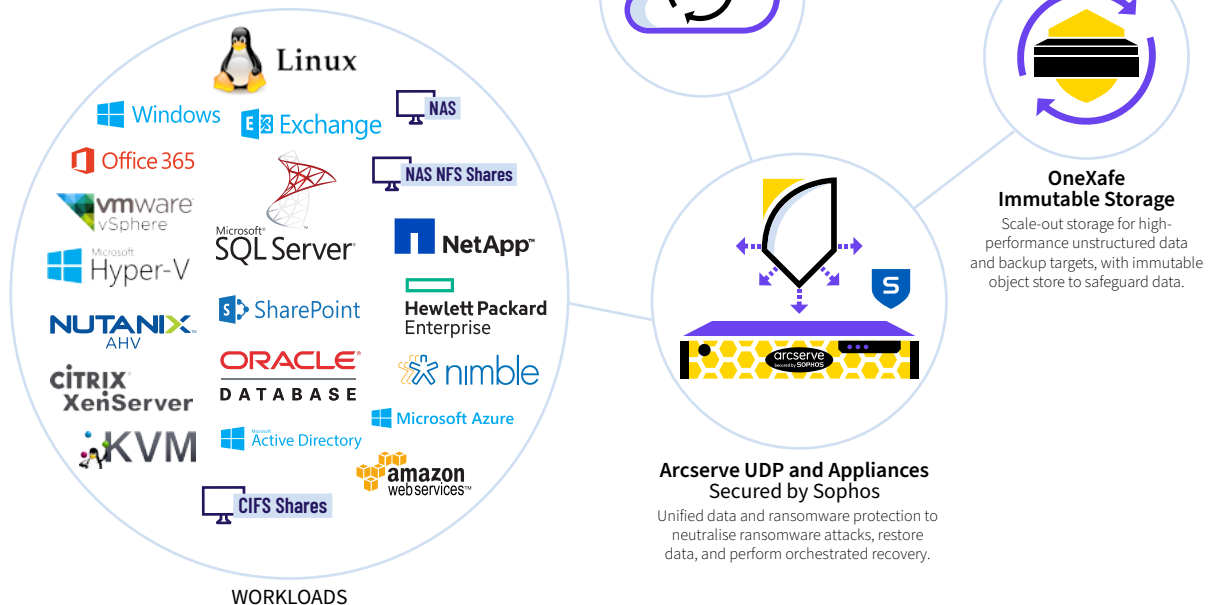 Linux
Windows
Exchange
NAS
Office 365
NAS NFS Shares
vmware
vSphere
Microsoft®
SQL Server®
NetApp™
Microsoft
Hyper-V
Hewlett Packard
Enterprise
SharePoint
NUTANIX™
AHV
ORACLE®
DATABASE
nimble
CiTRIX®
XenServer
Microsoft Azure
KVM
Microsoft
Active Directory
amazon
web services™
CIFS Shares
WORKLOADS
S
arcserve®
Secured by SOPHOS
Arcserve UDP and Appliances
Secured by Sophos
Unified data and ransomware protection to
neutralise ransomware attacks, restore
data, and perform orchestrated recovery.
OneXafe
Immutable Storage
Scale-out storage for high-
performance unstructured data
and backup targets, with immutable
object store to safeguard data.